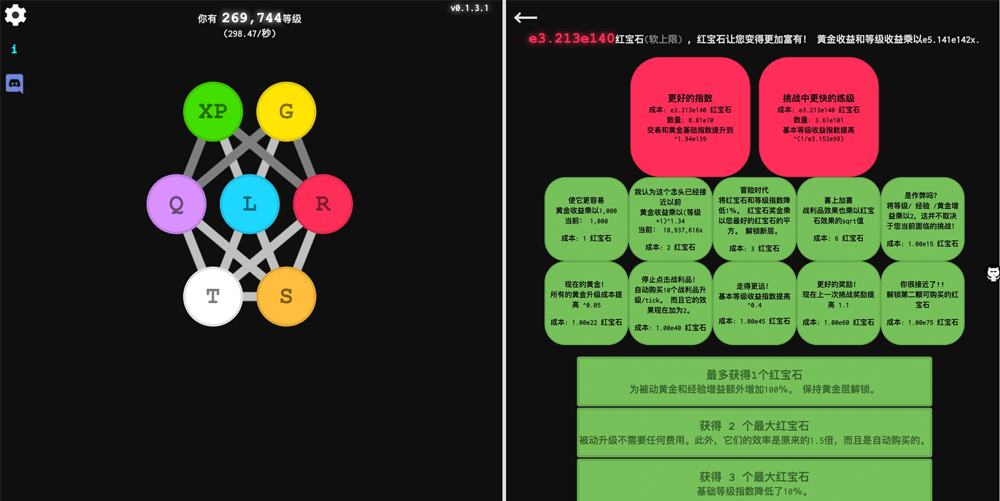 v0.1.3.1
你有 269,744等级
(298.47/秒)
i
XP
G
Q
L
R
T
S
e3.213e140红宝石(软上限), 红宝石让您变得更加富有! 黄金收益和等级收益乘以e5.141e142x.
更好的指数
成本: e3.213e140 红宝石
数量: 8.81e70
交易和黄金基础指数提升到
^1.94e139
挑战中更快的练级
成本: e3.213e140 红宝石
数量: 3.61e101
基本等级收益指数提高
^(1/e3.153e99)
使它更容易
黄金收益乘以1,000
当前: 1,000
成本: 1 红宝石
我认为这个念头已经接
近以前
黄金收益乘以(等级
+1)^1.34
当前: 18,937,616x
成本: 2 红宝石
冒险时代
将红宝石和等级指数降
低1%。 红宝石奖金乘
以您最好的红宝石的平
方。 解锁新层。
成本: 3 红宝石
喜上加喜
战利品效果也乘以红宝
石效果的sqrt值
成本: 6 红宝石
是作弊吗?
将等级/ 经验 /黄金增
益乘以2, 这并不取决
于您当前面临的挑战!
成本: 1.00e15 红宝石
现在的黄金!
所有的黄金升级成本提
高 ^0.05
成本: 1.00e22 红宝石
停止点击战利品!
自动购买10个战利品升
级/tick。 而且它的效
果现在加为2。
成本: 1.00e40 红宝石
走得更远!
基本等级收益指数提高
^0.4
成本: 1.00e45 红宝石
更好的奖励!
现在上一次挑战奖励提
高 1.1
成本: 1.00e60 红宝石
你很接近了!!
解锁第二颗可购买的红
宝石
成本: 1.00e75 红宝石
最多获得1个红宝石
为被动黄金和经验增益额外增加100%。 保持黄金层解锁。
获得 2 个最大红宝石
被动升级不需要任何费用。此外, 它们的效率是原来的1.5倍, 而且是自动购买的。
获得 3 个最大红宝石
基础等级指数降低了10%。